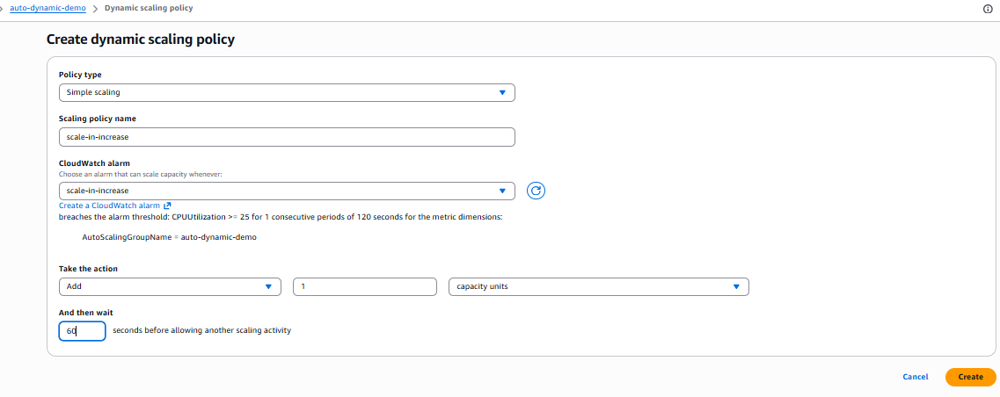 auto-dynamic-demo > Dynamic scaling policy
Create dynamic scaling policy
Policy type
Simple scaling
Scaling policy name
scale-in-increase
CloudWatch alarm
Choose an alarm that can scale capacity whenever:
scale-in-increase
Create a CloudWatch alarm
breaches the alarm threshold: CPUUtilization >= 25 for 1 consecutive periods of 120 seconds for the metric dimensions:
AutoScalingGroupName = auto-dynamic-demo
Take the action
Add 1 capacity units
And then wait
60 seconds before allowing another scaling activity
Cancel Create